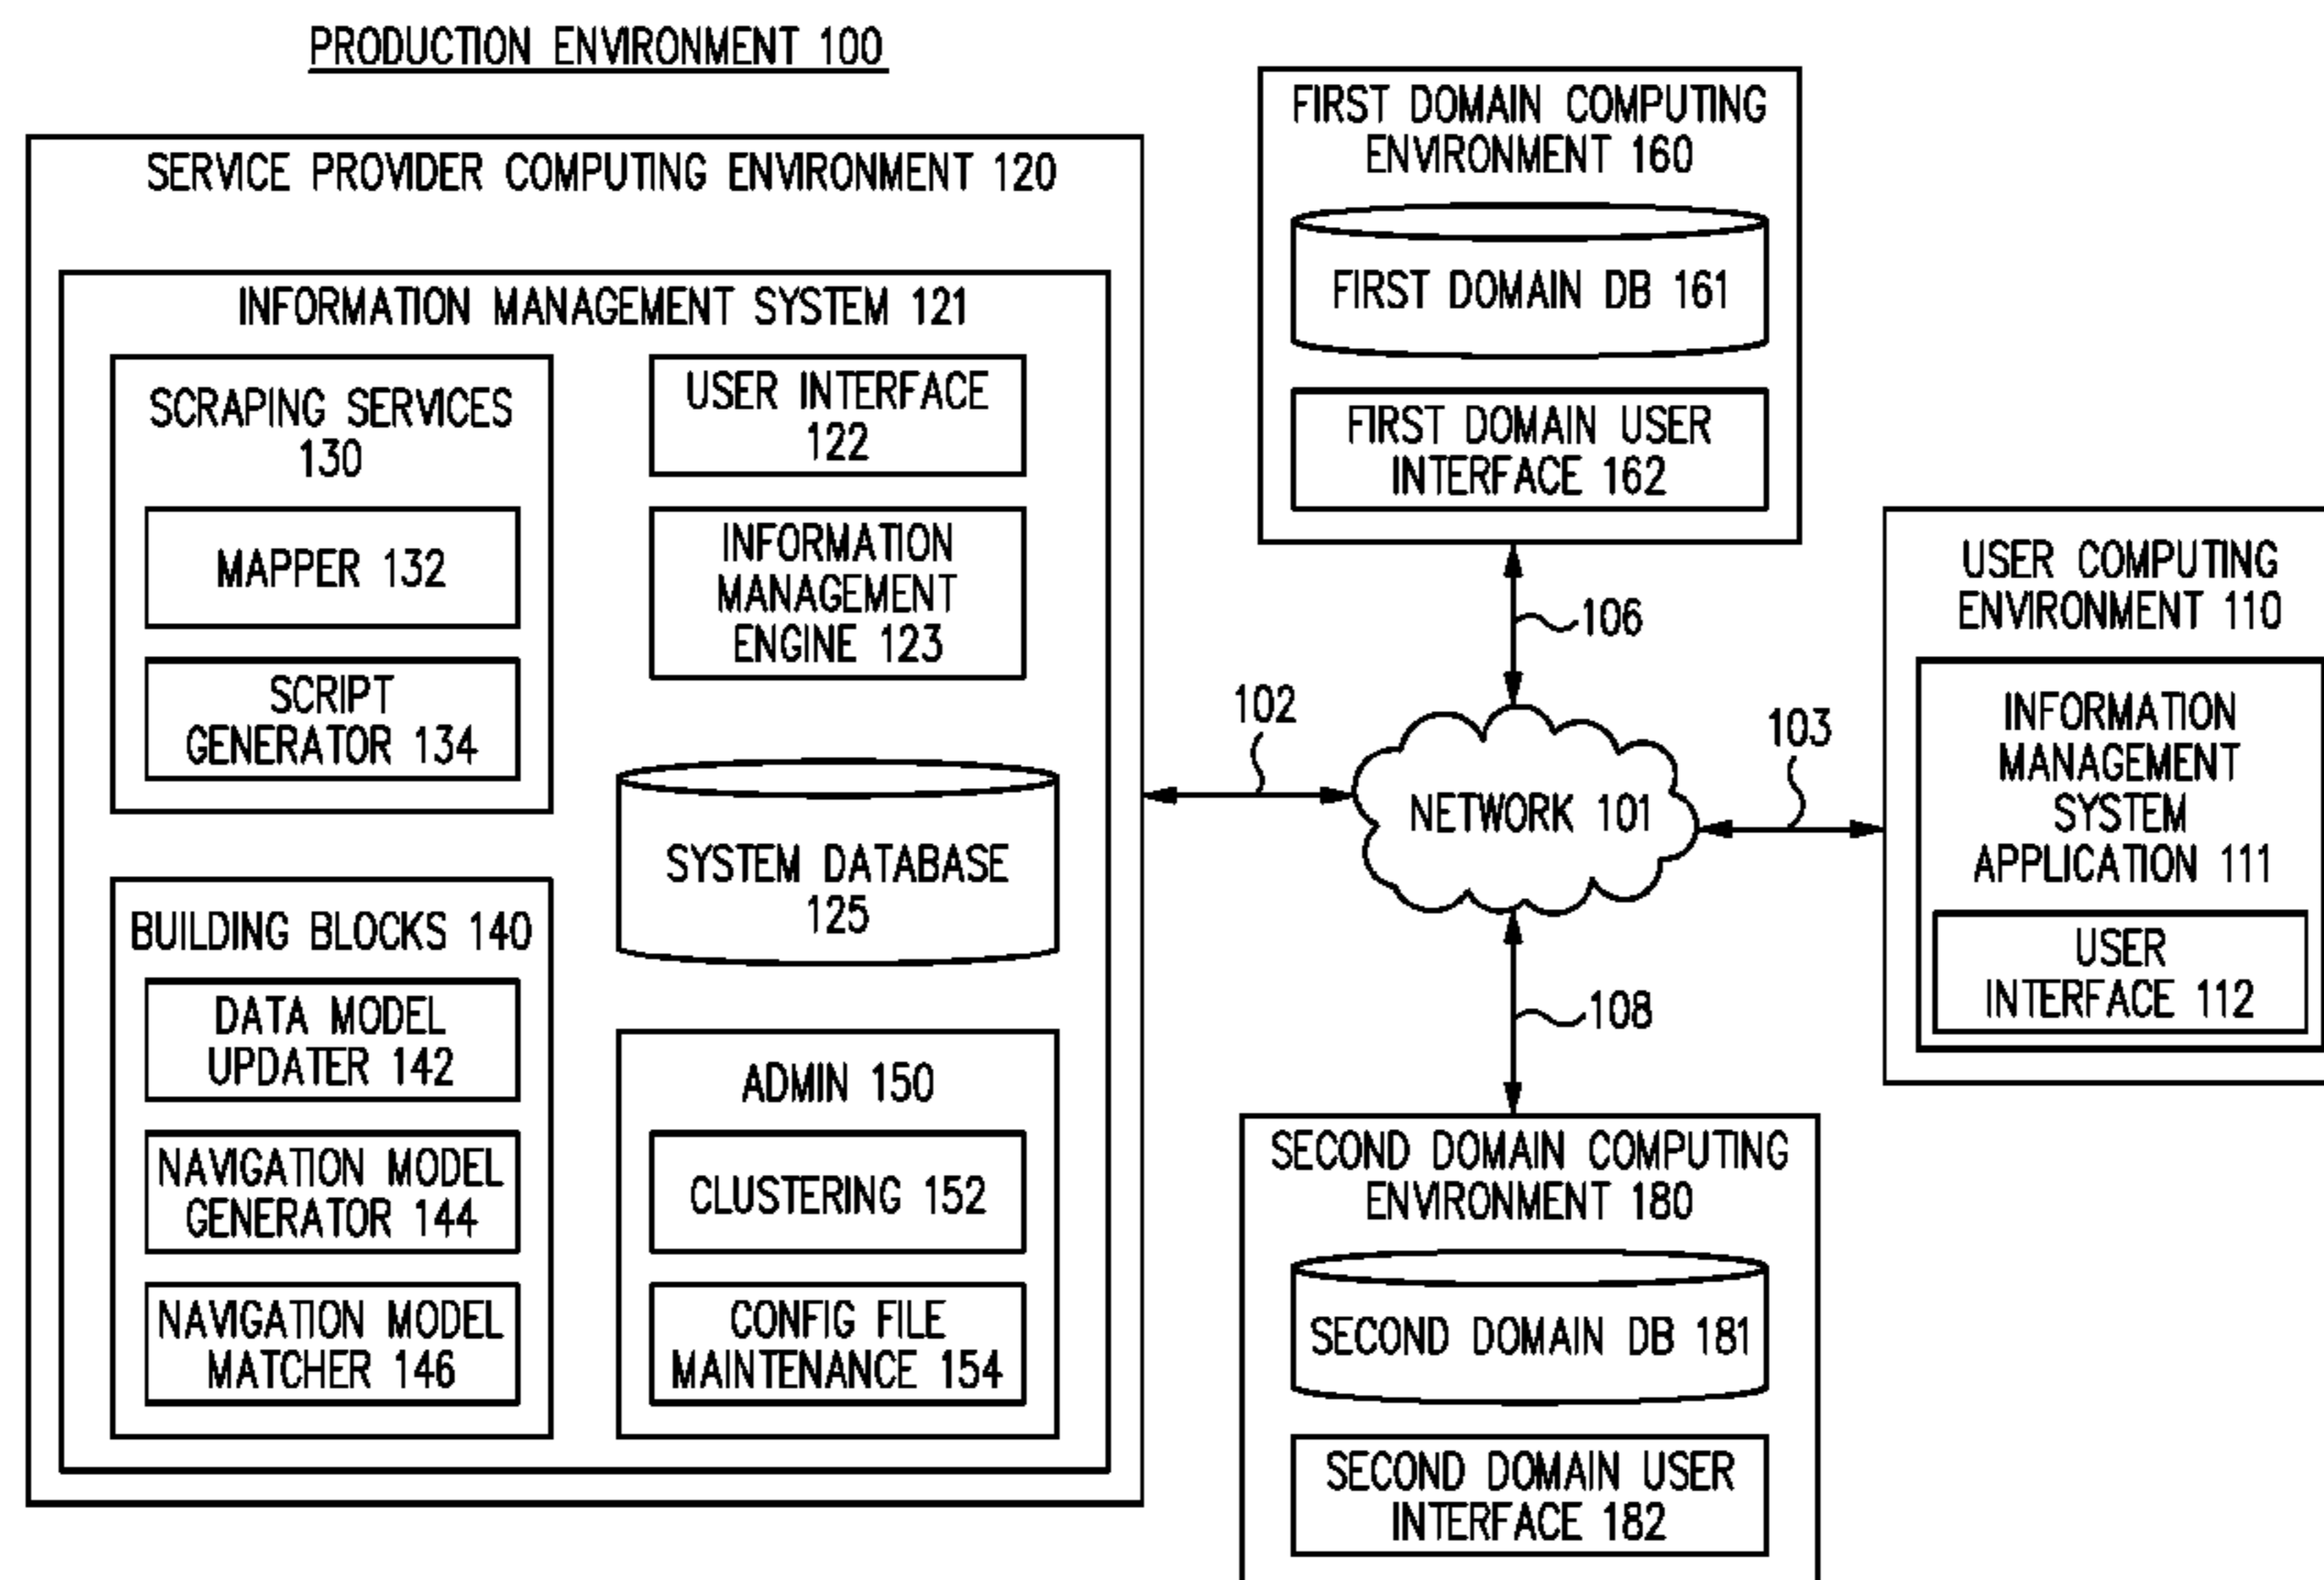 PRODUCTION ENVIRONMENT 100
SERVICE PROVIDER COMPUTING ENVIRONMENT 120
INFORMATION MANAGEMENT SYSTEM 121
SCRAPING SERVICES
130
MAPPER 132
SCRIPT
GENERATOR 134
BUILDING BLOCKS 140
DATA MODEL
UPDATER 142
NAVIGATION MODEL
GENERATOR 144
NAVIGATION MODEL
MATCHER 146
USER INTERFACE
122
INFORMATION
MANAGEMENT
ENGINE 123
SYSTEM DATABASE
125
ADMIN 150
CLUSTERING 152
CONFIG FILE
MAINTENANCE 154
102
FIRST DOMAIN COMPUTING
ENVIRONMENT 160
FIRST DOMAIN DB 161
FIRST DOMAIN USER
INTERFACE 162
106
NETWORK 101
103
108
SECOND DOMAIN COMPUTING
ENVIRONMENT 180
SECOND DOMAIN DB 181
SECOND DOMAIN USER
INTERFACE 182
USER COMPUTING
ENVIRONMENT 110
INFORMATION
MANAGEMENT
SYSTEM
APPLICATION 111
USER
INTERFACE 112